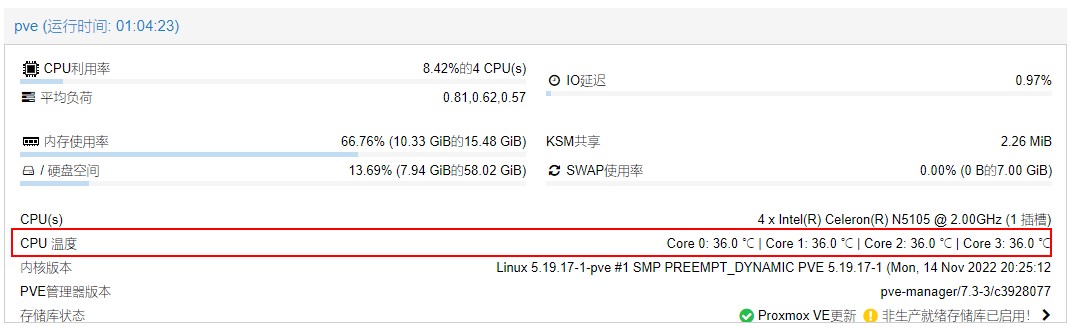 pve (运行时间: 01:04:23)
CPU利用率 8.42%的4 CPU(s)
IO延迟 0.97%
平均负荷 0.81,0.62,0.57
内存使用率 66.76% (10.33 GiB的15.48 GiB)
KSM共享 2.26 MiB
/ 硬盘空间 13.69% (7.94 GiB的58.02 GiB)
SWAP使用率 0.00% (0 B的7.00 GiB)
CPU(s) 4 x Intel(R) Celeron(R) N5105 @ 2.00GHz (1 插槽)
CPU 温度 Core 0: 36.0 ℃ | Core 1: 36.0 ℃ | Core 2: 36.0 ℃ | Core 3: 36.0 ℃
内核版本 Linux 5.19.17-1-pve #1 SMP PREEMPT_DYNAMIC PVE 5.19.17-1 (Mon, 14 Nov 2022 20:25:12
PVE管理器版本 pve-manager/7.3-3/c3928077
存储库状态 Proxmox VE更新 非生产就绪存储库已启用!